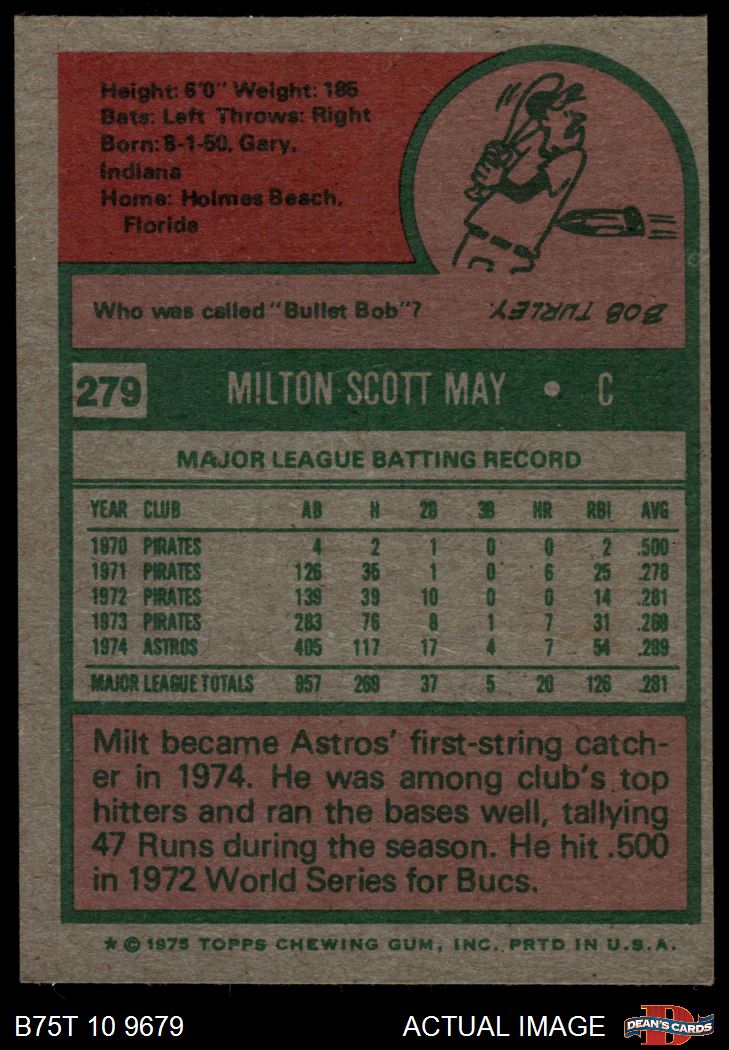 Height: 6'0" Weight: 185
Bats: Left Throws: Right
Born: 8-1-50, Gary,
Indiana
Home: Holmes Beach,
Florida
Who was called "Bullet Bob"?
BOB TURLEY.
279 MILTON SCOTT MAY • C
MAJOR LEAGUE BATTING RECORD
YEAR CLUB AB H 2B 3B HR RBI AVG
1970 PIRATES 4 2 1 0 0 2 .500
1971 PIRATES 126 35 1 0 6 25 .278
1972 PIRATES 139 39 10 0 0 14 .281
1973 PIRATES 283 76 8 1 7 31 .269
1974 ASTROS 405 117 17 4 7 54 .289
MAJOR LEAGUE TOTALS 957 269 37 5 20 126 .281
Milt became Astros' first-string catch-
er in 1974. He was among club's top
hitters and ran the bases well, tallying
47 Runs during the season. He hit .500
in 1972 World Series for Bucs.
* © 1975 TOPPS CHEWING GUM, INC. PRTD IN U.S.A.
B75T 10 9679 ACTUAL IMAGE
DEAN'S CARDS